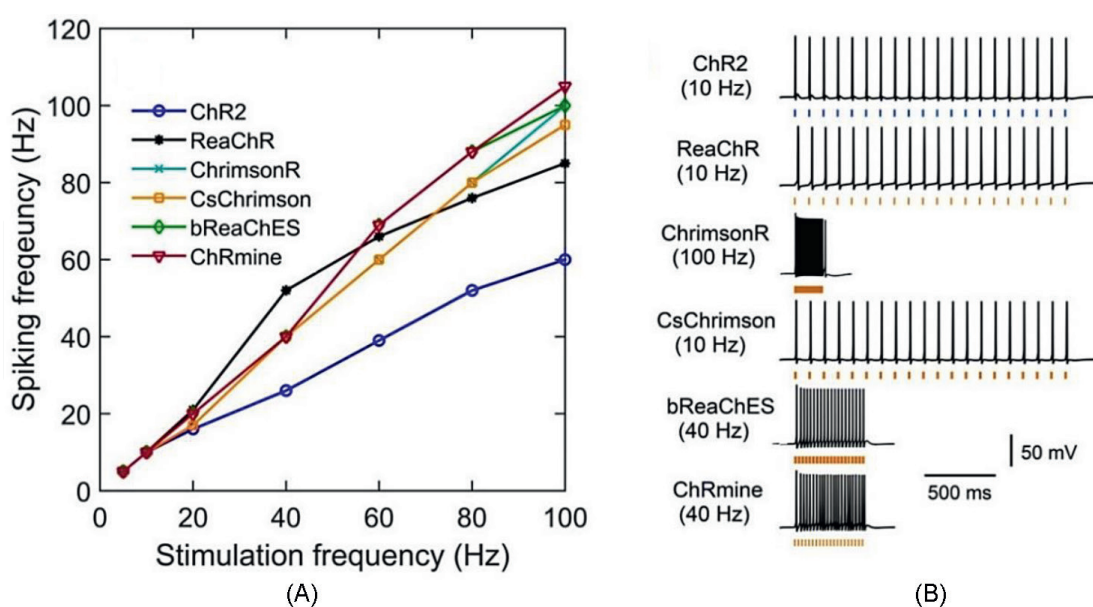 120
100
80
60
40
20
0
0 20 40 60 80 100
Spiking freqeuncy (Hz)
Stimulation frequency (Hz)
ChR2
ReaChR
ChrimsonR
CsChrimson
bReaChES
ChRmine
(A)
ChR2
(10 Hz)
ReaChR
(10 Hz)
ChrimsonR
(100 Hz)
CsChrimson
(10 Hz)
bReaChES
(40 Hz)
ChRmine
(40 Hz)
50 mV
500 ms
(B)